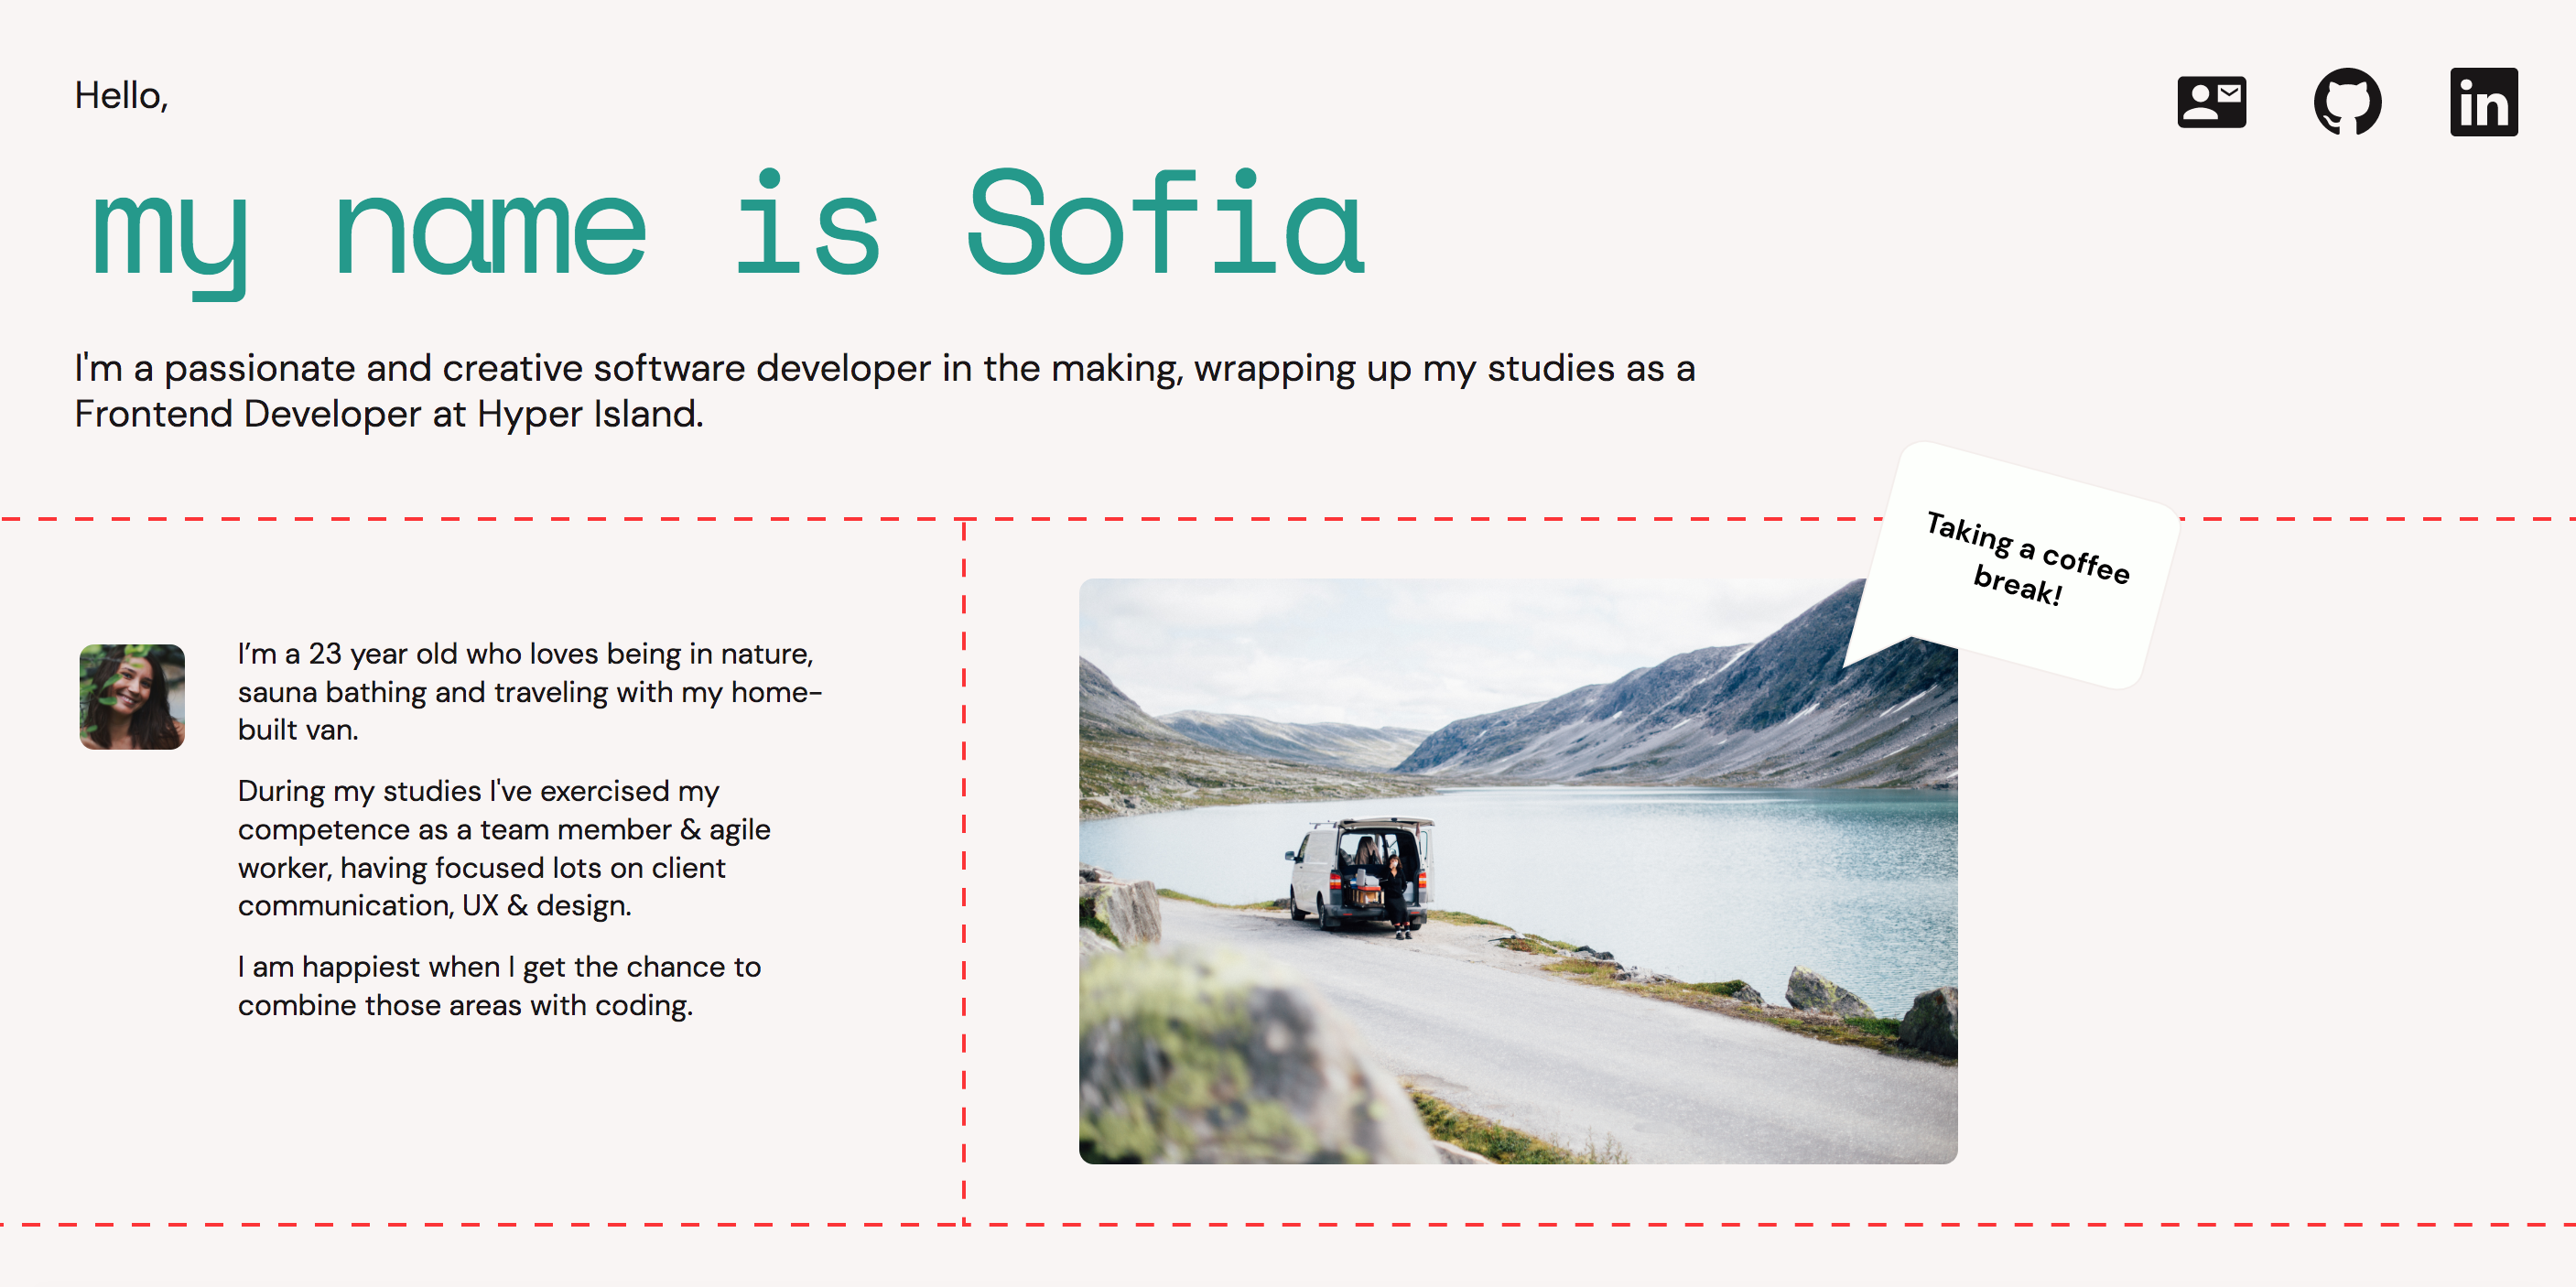 Hello,
my name is Sofia
I'm a passionate and creative software developer in the making, wrapping up my studies as a
Frontend Developer at Hyper Island.
Taking a coffee
break!
I’m a 23 year old who loves being in nature,
sauna bathing and traveling with my home-
built van.
During my studies I've exercised my
competence as a team member & agile
worker, having focused lots on client
communication, UX & design.
I am happiest when I get the chance to
combine those areas with coding.
in